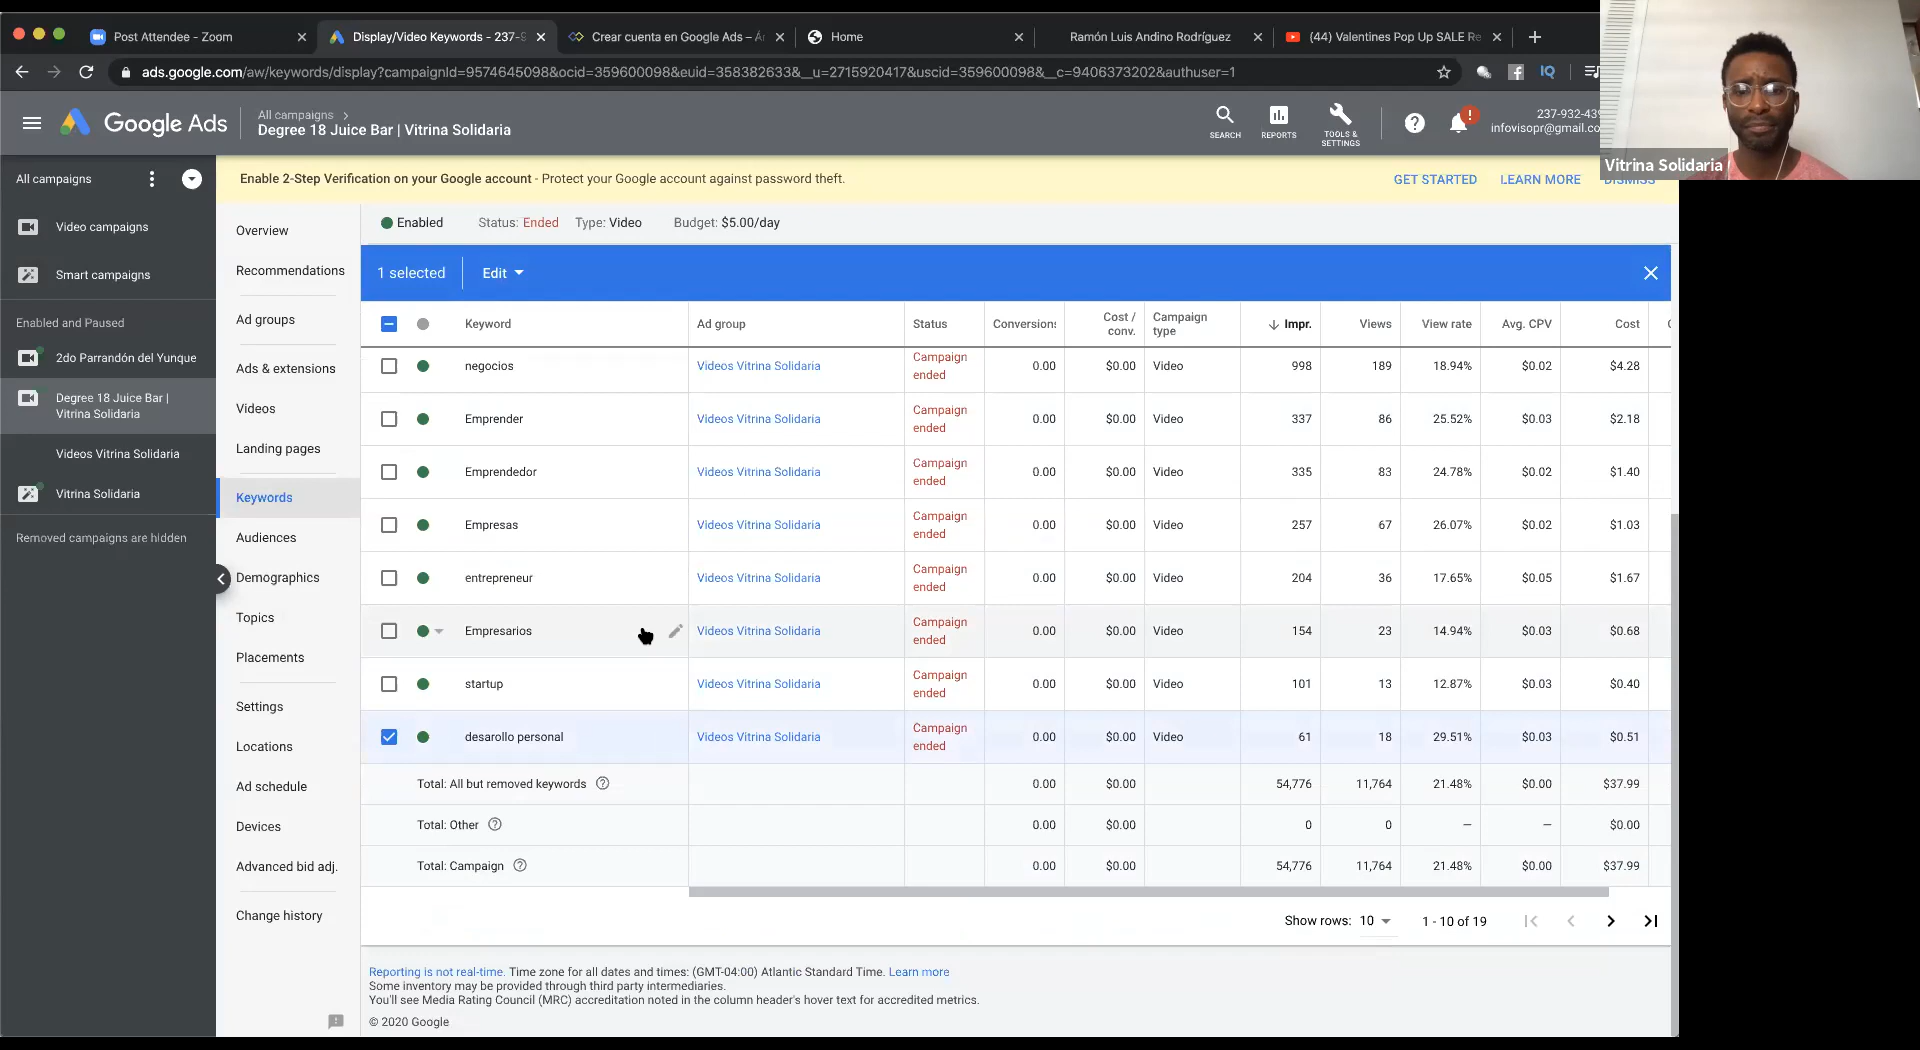 Post Attendee - Zoom
Display/Video Keywords - 237-9
Crear cuenta en Google Ads –
Home
Ramón Luis Andino Rodríguez
(44) Valentines Pop Up SALE Re
ads.google.com/aw/keywords/display?campaignId=9574645098&ocid=359600098&euid=358382633&__u=2715920417&uscid=359600098&__c=9406373202&authuser=1
IQ
Google Ads
All campaigns
Degree 18 Juice Bar | Vitrina Solidaria
SEARCH
REPORTS
TOOLS &
SETTINGS
237-932-439
infovisopr@gmail.co
Vitrina Solidaria
All campaigns
Enable 2-Step Verification on your Google account - Protect your Google account against password theft.
GET STARTED
LEARN MORE
DISMISS
Video campaigns
Smart campaigns
Enabled and Paused
2do Parrandón del Yunque
Degree 18 Juice Bar |
Vitrina Solidaria
Videos Vitrina Solidaria
Vitrina Solidaria
Removed campaigns are hidden
Overview
Recommendations
Ad groups
Ads & extensions
Videos
Landing pages
Keywords
Audiences
Demographics
Topics
Placements
Settings
Locations
Ad schedule
Devices
Advanced bid adj.
Change history
Enabled Status: Ended Type: Video Budget: $5.00/day
1 selected Edit
Keyword Ad group Status Conversions Cost / conv. Campaign type Impr. Views View rate Avg. CPV Cost
negocios Videos Vitrina Solidaria Campaign ended 0.00 $0.00 Video 998 189 18.94% $0.02 $4.28
Emprender Videos Vitrina Solidaria Campaign ended 0.00 $0.00 Video 337 86 25.52% $0.03 $2.18
Emprendedor Videos Vitrina Solidaria Campaign ended 0.00 $0.00 Video 335 83 24.78% $0.02 $1.40
Empresas Videos Vitrina Solidaria Campaign ended 0.00 $0.00 Video 257 67 26.07% $0.02 $1.03
entrepreneur Videos Vitrina Solidaria Campaign ended 0.00 $0.00 Video 204 36 17.65% $0.05 $1.67
Empresarios Videos Vitrina Solidaria Campaign ended 0.00 $0.00 Video 154 23 14.94% $0.03 $0.68
startup Videos Vitrina Solidaria Campaign ended 0.00 $0.00 Video 101 13 12.87% $0.03 $0.40
desarollo personal Videos Vitrina Solidaria Campaign ended 0.00 $0.00 Video 61 18 29.51% $0.03 $0.51
Total: All but removed keywords 0.00 $0.00 54,776 11,764 21.48% $0.00 $37.99
Total: Other 0.00 $0.00 0 0 — — $0.00
Total: Campaign 0.00 $0.00 54,776 11,764 21.48% $0.00 $37.99
Show rows: 10 1 - 10 of 19
Reporting is not real-time. Time zone for all dates and times: (GMT-04:00) Atlantic Standard Time. Learn more
Some inventory may be provided through third party intermediaries.
You'll see Media Rating Council (MRC) accreditation noted in the column header's hover text for accredited metrics.
© 2020 Google